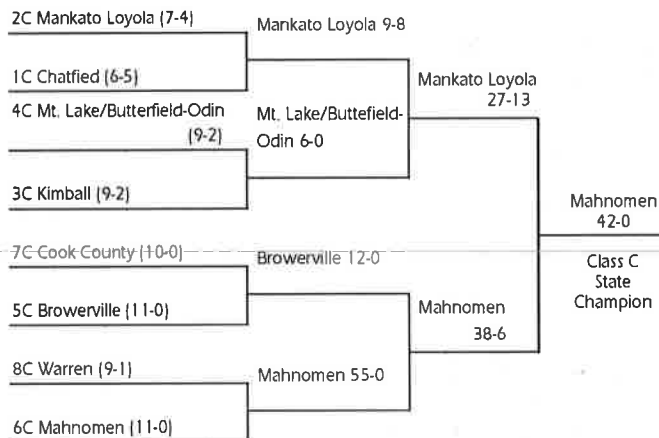 2C Mankato Loyola (7-4)
Mankato Loyola 9-8
1C Chatfied (6-5)
Mankato Loyola
27-13
4C Mt. Lake/Butterfield-Odin
(9-2)
Mt. Lake/Buttefield-
Odin 6-0
3C Kimball (9-2)
Mahnomen
42-0
7C Cook County (10-0)
Browerville 12-0
Class C
State
Champion
5C Browerville (11-0)
Mahnomen
38-6
8C Warren (9-1)
Mahnomen 55-0
6C Mahnomen (11-0)